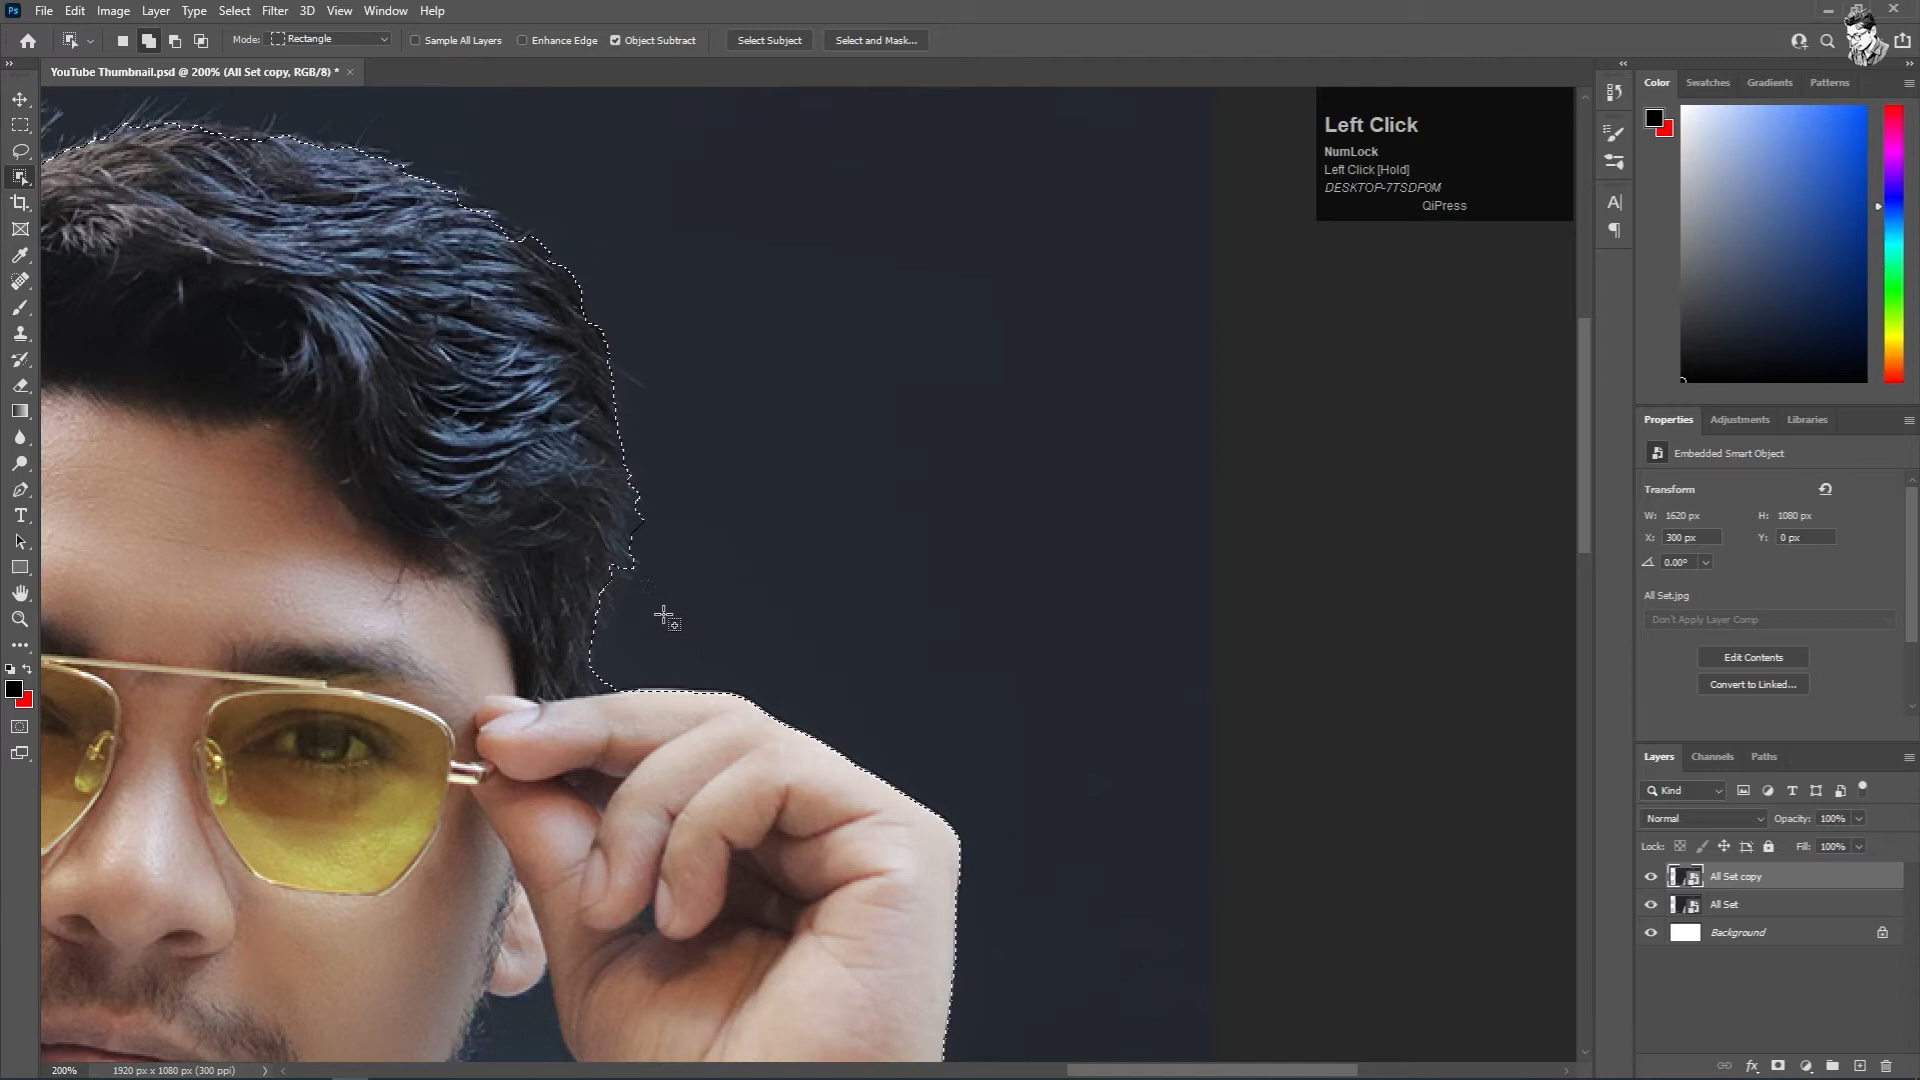 Ps File Edit Image Layer Type Select Filter 3D View Window Help
Mode: Rectangle Sample All Layers Enhance Edge Object Subtract Select Subject Select and Mask...
YouTube Thumbnail.psd @ 200% (All Set copy, RGB/8) *
Color Swatches Gradients Patterns
Left Click
NumLock
Left Click [Hold]
DESKTOP-7TSDP0M
QiPress
Properties Adjustments Libraries
Embedded Smart Object
Transform
W: 1620 px H: 1080 px
X: 300 px Y: 0 px
0.00°
All Set.jpg
Don't Apply Layer Comp
Edit Contents
Convert to Linked...
Layers Channels Paths
Kind
Normal Opacity: 100%
Lock: Fill: 100%
All Set copy
All Set
Background
200% 1920 px x 1080 px (300 ppi)